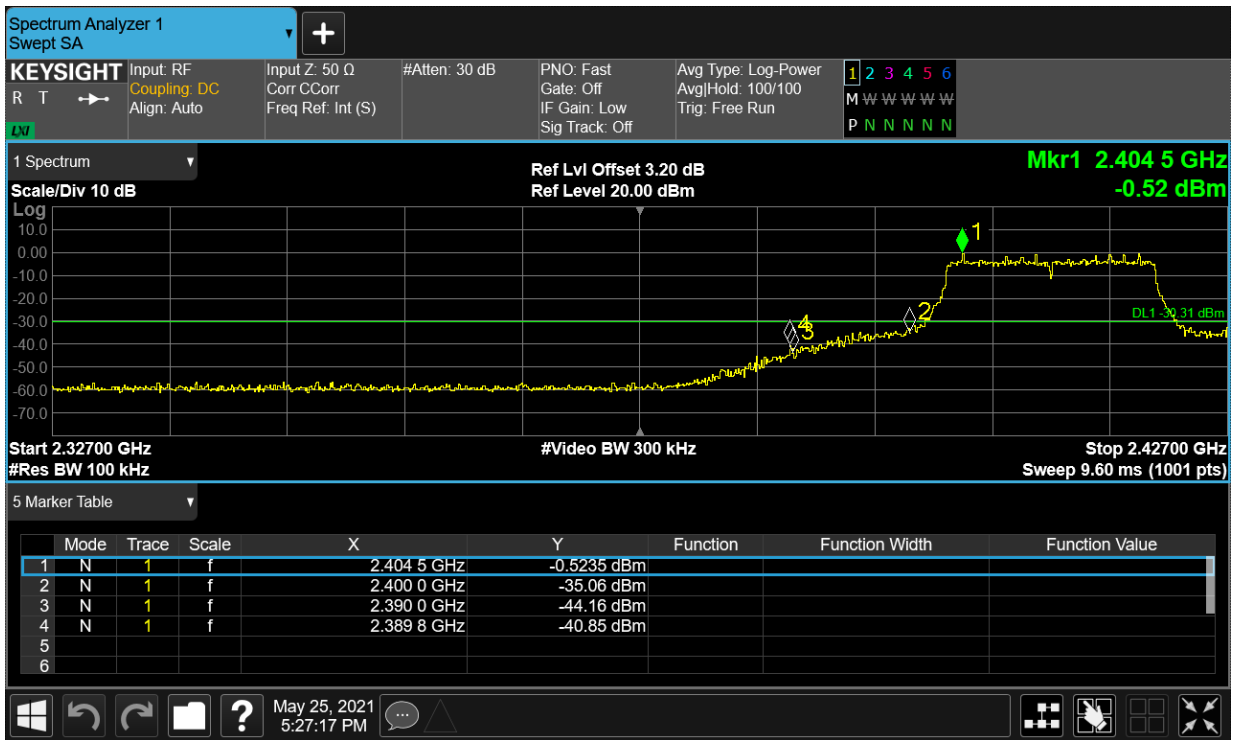 Spectrum Analyzer 1
Swept SA
+
KEYSIGHT Input: RF Input Z: 50 Ω #Atten: 30 dB PNO: Fast Avg Type: Log-Power 1 2 3 4 5 6
R T Coupling: DC Corr CCorr Gate: Off Avg|Hold: 100/100 M W W W W W
Align: Auto Freq Ref: Int (S) IF Gain: Low Trig: Free Run
LXI Sig Track: Off P N N N N N N
1 Spectrum Ref Lvl Offset 3.20 dB Mkr1 2.404 5 GHz
Scale/Div 10 dB Ref Level 20.00 dBm -0.52 dBm
Log
10.0 1
0.00
-10.0
-20.0
-30.0 4 3 2 DL1 -30.31 dBm
-40.0
-50.0
-60.0
-70.0
Start 2.32700 GHz #Video BW 300 kHz Stop 2.42700 GHz
#Res BW 100 kHz Sweep 9.60 ms (1001 pts)
5 Marker Table
Mode Trace Scale X Y Function Function Width Function Value
1 N 1 f 2.404 5 GHz -0.5235 dBm
2 N 1 f 2.400 0 GHz -35.06 dBm
3 N 1 f 2.390 0 GHz -44.16 dBm
4 N 1 f 2.389 8 GHz -40.85 dBm
5
6
? May 25, 2021
5:27:17 PM